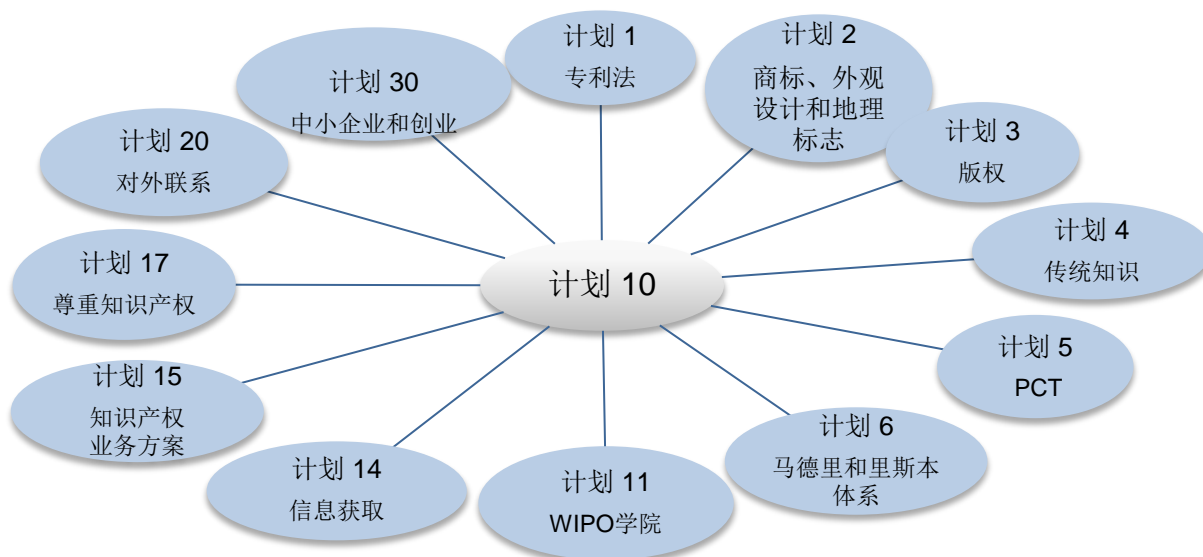 计划 1
专利法
计划 2
商标、外观
设计和地理
标志
计划 3
版权
计划 4
传统知识
计划 5
PCT
计划 6
马德里和里斯本
体系
计划 11
WIPO学院
计划 14
信息获取
计划 15
知识产权
业务方案
计划 17
尊重知识产权
计划 20
对外联系
计划 30
中小企业和创业
计划 10